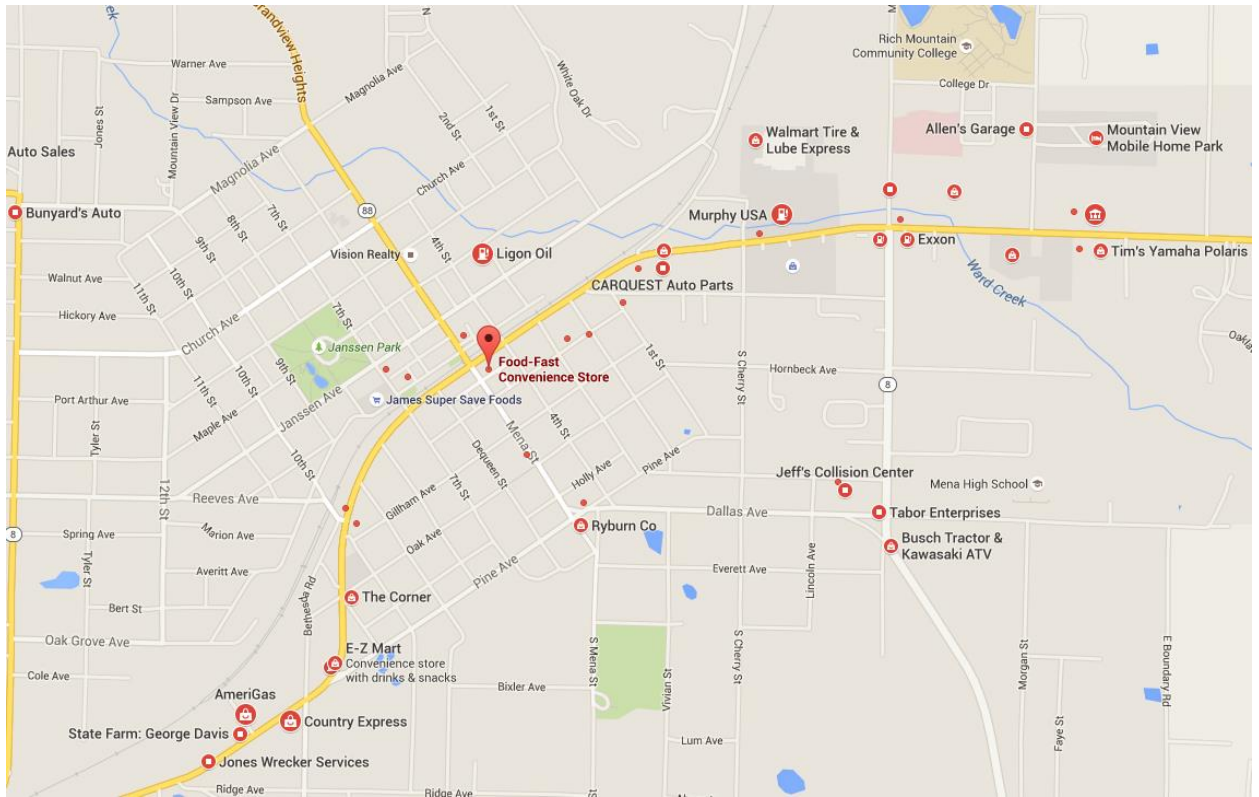 Creek
Grandview Heights
N
M
Warner Ave
Sampson Ave
Magnolia Ave
White Oak Dr
1st St
2nd St
Rich Mountain
Community College
College Dr
Jones St
Mountain View Dr
Auto Sales
Walmart Tire &
Lube Express
Allen's Garage
Mountain View
Mobile Home Park
Magnolia Ave
Church Ave
Bunyard's Auto
7th St
8th St
9th St
10th St
11th St
88
4th St
Vision Realty
Ligon Oil
Murphy USA
Exxon
Tim's Yamaha Polaris
Walnut Ave
Hickory Ave
Church Ave
7th St
CARQUEST Auto Parts
Ward Creek
Janssen Park
9th St
10th St
11th St
Food-Fast
Convenience Store
1st St
S Cherry St
Hornbeck Ave
8
Oakla
Port Arthur Ave
Maple Ave
Janssen Ave
James Super Save Foods
Tyler St
10th St
Mena St
4th St
Dequeen St
7th St
Holly Ave
Pine Ave
Jeff's Collision Center
Mena High School
12th St
Reeves Ave
Gillham Ave
Dallas Ave
Tabor Enterprises
8
Spring Ave
Marion Ave
Oak Ave
Ryburn Co
Busch Tractor &
Kawasaki ATV
Tyler St
Averitt Ave
Pine Ave
Everett Ave
Lincoln Ave
Bert St
Bethesda Rd
The Corner
Oak Grove Ave
E-Z Mart
Convenience store
with drinks & snacks
S Mena St
S Cherry St
Vivian St
Morgan St
E Boundary Rd
Cole Ave
Bixler Ave
AmeriGas
Country Express
State Farm: George Davis
Lum Ave
Faye St
Jones Wrecker Services
Ridge Ave
Ridge Ave